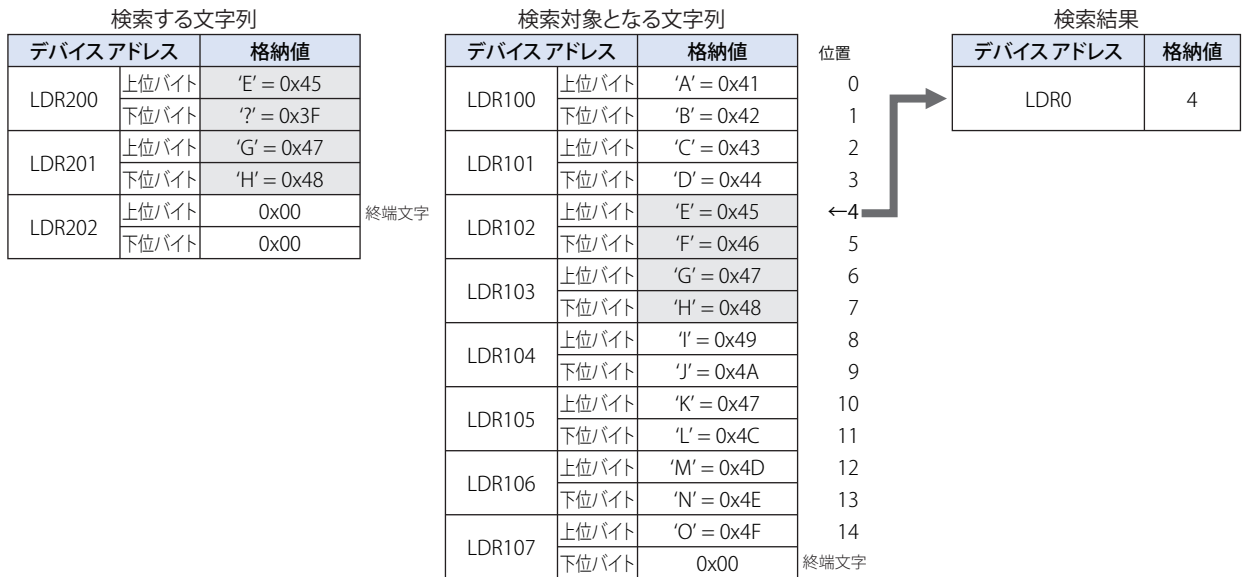 検索する文字列
デバイス アドレス 格納値
LDR200 上位バイト ‘E’ = 0x45
下位バイト ‘?’ = 0x3F
LDR201 上位バイト ‘G’ = 0x47
下位バイト ‘H’ = 0x48
LDR202 上位バイト 0x00 終端文字
下位バイト 0x00
検索対象となる文字列
デバイス アドレス 格納値 位置
LDR100 上位バイト ‘A’ = 0x41 0
下位バイト ‘B’ = 0x42 1
LDR101 上位バイト ‘C’ = 0x43 2
下位バイト ‘D’ = 0x44 3
LDR102 上位バイト ‘E’ = 0x45 ←4
下位バイト ‘F’ = 0x46 5
LDR103 上位バイト ‘G’ = 0x47 6
下位バイト ‘H’ = 0x48 7
LDR104 上位バイト ‘I’ = 0x49 8
下位バイト ‘J’ = 0x4A 9
LDR105 上位バイト ‘K’ = 0x47 10
下位バイト ‘L’ = 0x4C 11
LDR106 上位バイト ‘M’ = 0x4D 12
下位バイト ‘N’ = 0x4E 13
LDR107 上位バイト ‘O’ = 0x4F 14
下位バイト 0x00 終端文字
検索結果
デバイス アドレス 格納値
LDR0 4